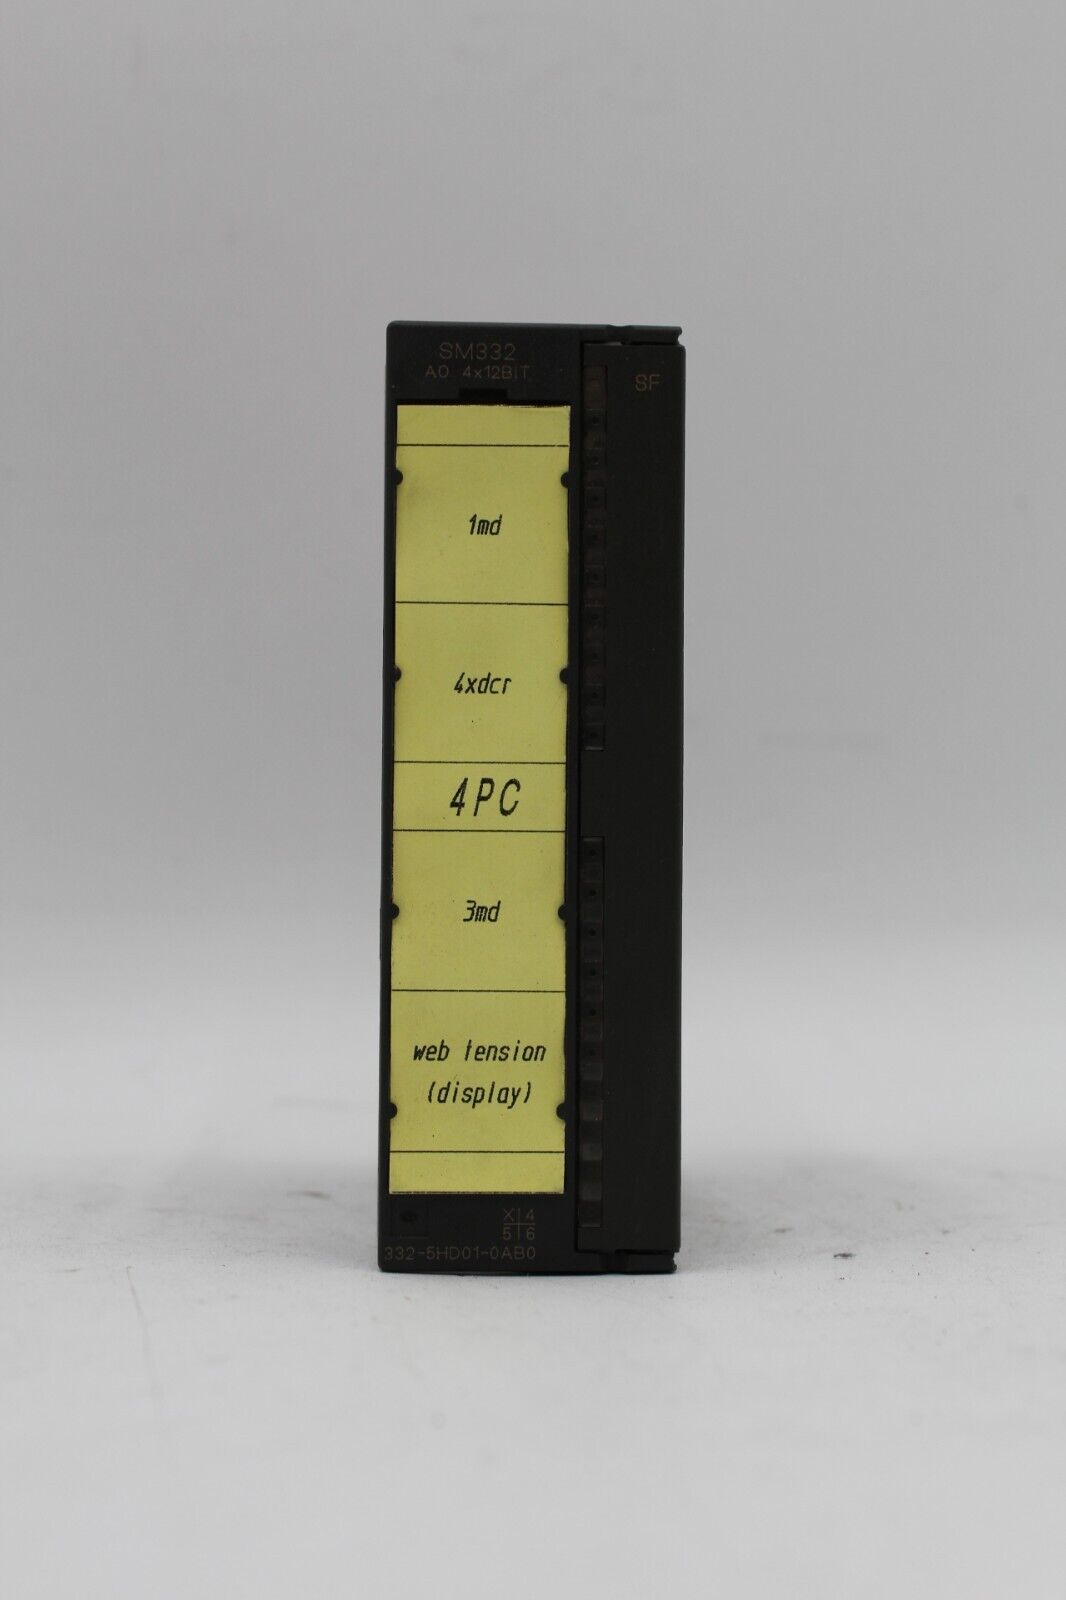 SM332
AO 4x12BIT
SF
1md
4xdcr
4PC
3md
web tension
(display)
X 4
5 6
332-5HD01-0AB0